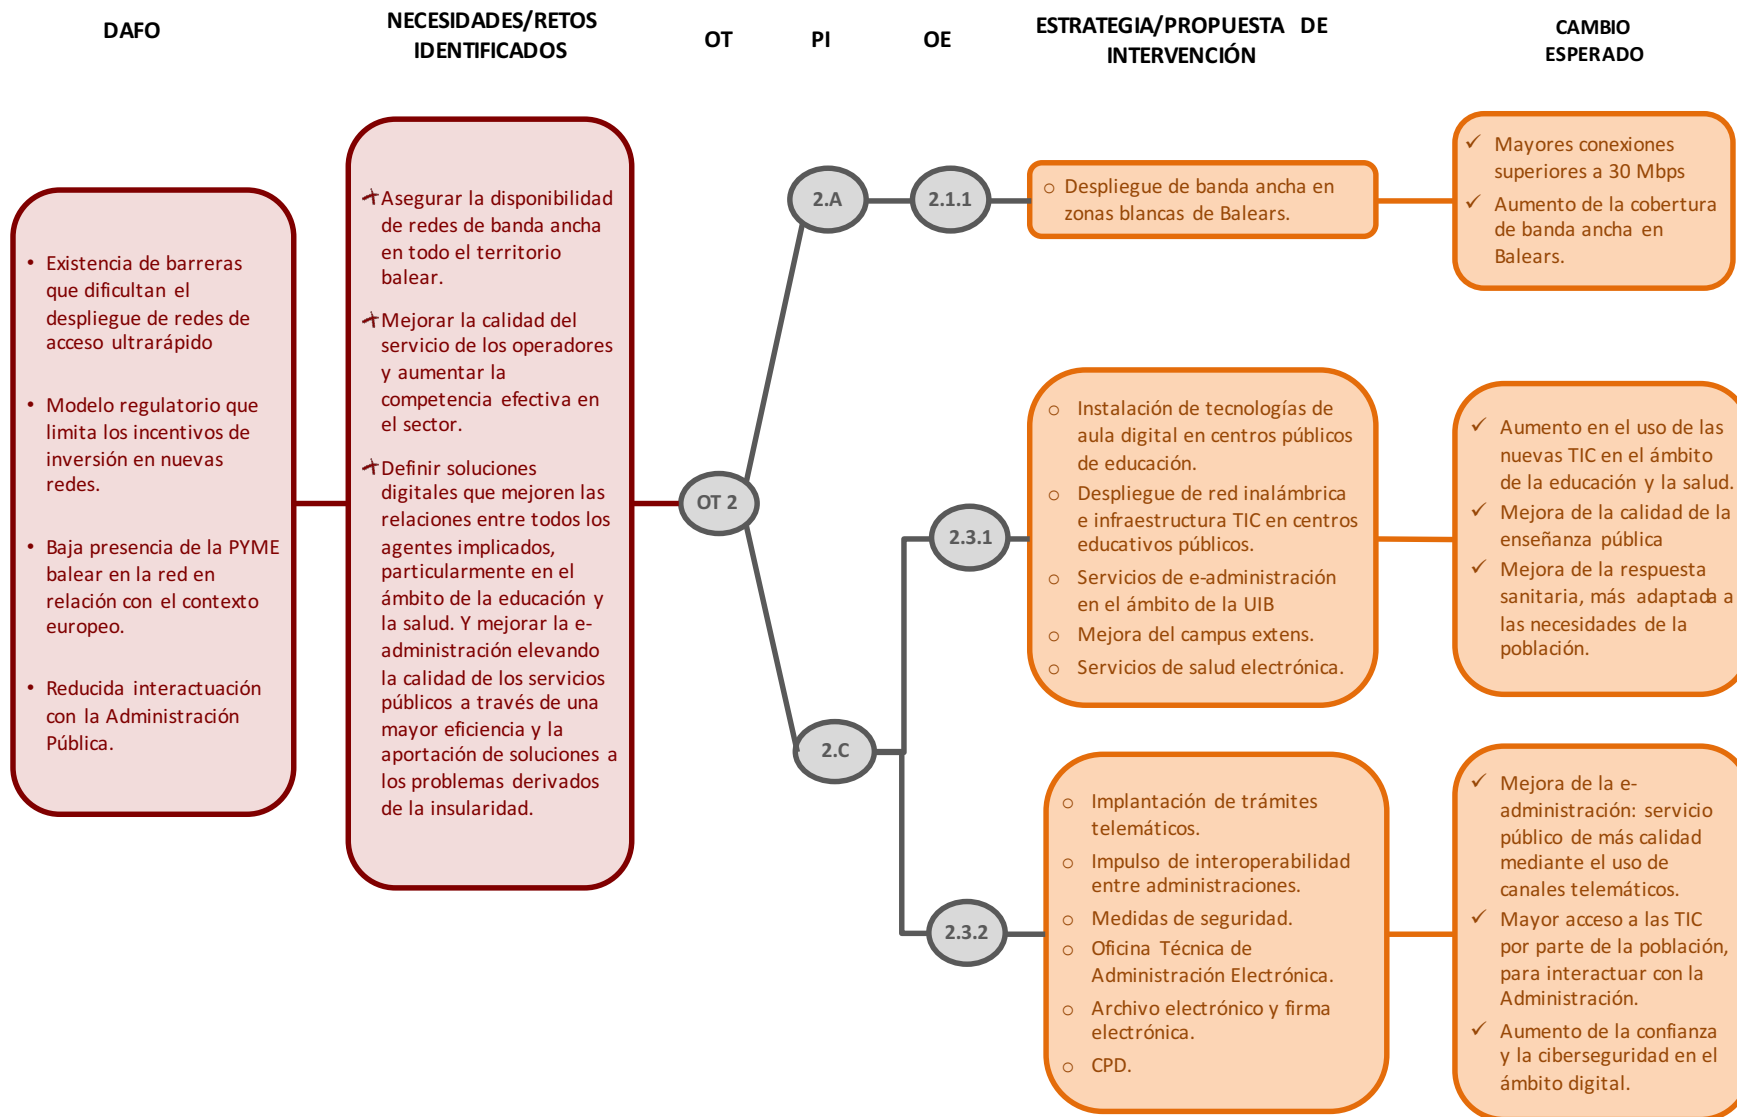 DAFO
NECESIDADES/RETOS
IDENTIFICADOS
OT
PI
OE
ESTRATEGIA/PROPUESTA DE
INTERVENCIÓN
CAMBIO
ESPERADO
• Existencia de barreras
que dificultan el
despliegue de redes de
acceso ultrarápido
• Modelo regulatorio que
limita los incentivos de
inversión en nuevas
redes.
• Baja presencia de la PYME
balear en la red en
relación con el contexto
europeo.
• Reducida interactuación
con la Administración
Pública.
Asegurar la disponibilidad
de redes de banda ancha
en todo el territorio
balear.
Mejorar la calidad del
servicio de los operadores
y aumentar la
competencia efectiva en
el sector.
Definir soluciones
digitales que mejoren las
relaciones entre todos los
agentes implicados,
particularmente en el
ámbito de la educación y
la salud. Y mejorar la e-
administración elevando
la calidad de los servicios
públicos a través de una
mayor eficiencia y la
aportación de soluciones a
los problemas derivados
de la insularidad.
OT 2
2.A
2.1.1
○ Despliegue de banda ancha en
zonas blancas de Balears.
✓ Mayores conexiones
superiores a 30 Mbps
✓ Aumento de la cobertura
de banda ancha en
Balears.
2.C
2.3.1
○ Instalación de tecnologías de
aula digital en centros públicos
de educación.
○ Despliegue de red inalámbrica
e infraestructura TIC en centros
educativos públicos.
○ Servicios de e-administración
en el ámbito de la UIB
○ Mejora del campus extens.
○ Servicios de salud electrónica.
✓ Aumento en el uso de las
nuevas TIC en el ámbito
de la educación y la salud.
✓ Mejora de la calidad de la
enseñanza pública
✓ Mejora de la respuesta
sanitaria, más adaptada a
las necesidades de la
población.
2.3.2
○ Implantación de trámites
telemáticos.
○ Impulso de interoperabilidad
entre administraciones.
○ Medidas de seguridad.
○ Oficina Técnica de
Administración Electrónica.
○ Archivo electrónico y firma
electrónica.
○ CPD.
✓ Mejora de la e-
administración: servicio
público de más calidad
mediante el uso de
canales telemáticos.
✓ Mayor acceso a las TIC
por parte de la población,
para interactuar con la
Administración.
✓ Aumento de la confianza
y la ciberseguridad en el
ámbito digital.